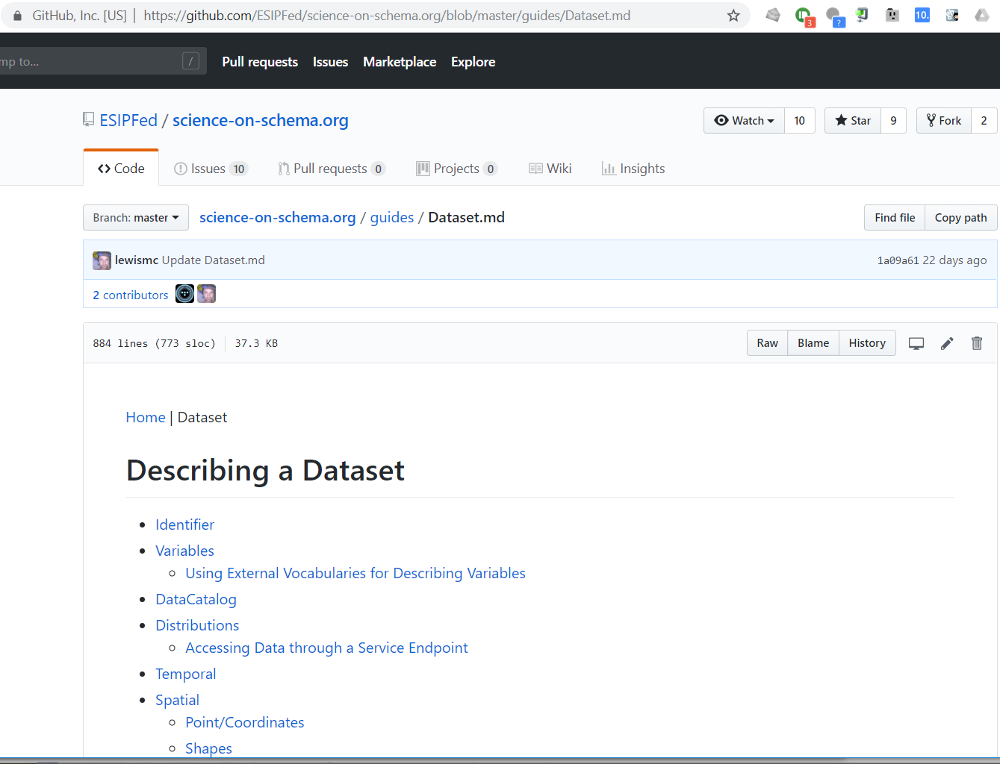 GitHub, Inc. [US] | https://github.com/ESIPFed/science-on-schema.org/blob/master/guides/Dataset.md 3 ? 10.
mp to... / Pull requests Issues Marketplace Explore
ESIPFed / science-on-schema.org Watch 10 Star 9 Fork 2
Code Issues 10 Pull requests 0 Projects 0 Wiki Insights
Branch: master science-on-schema.org / guides / Dataset.md Find file Copy path
lewismc Update Dataset.md 1a09a61 22 days ago
2 contributors
884 lines (773 sloc) 37.3 KB Raw Blame History
Home | Dataset
Describing a Dataset
Identifier
Variables
Using External Vocabularies for Describing Variables
DataCatalog
Distributions
Accessing Data through a Service Endpoint
Temporal
Spatial
Point/Coordinates
Shapes